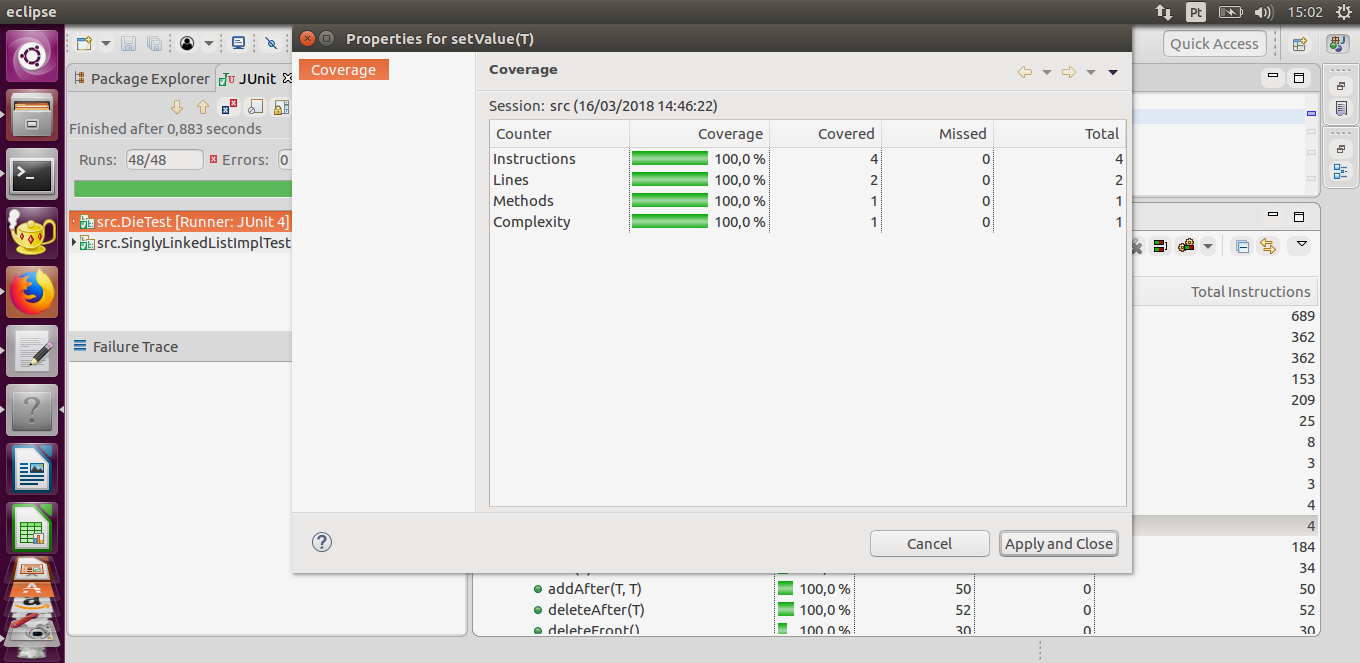 eclipse
Pt
15:02
Properties for setValue(T)
Quick Access
Package Explorer
JUnit
Finished after 0,883 seconds
Runs: 48/48
Errors: 0
src.DieTest [Runner: JUnit 4]
src.SinglyLinkedListImplTest
Failure Trace
Coverage
Coverage
Session: src (16/03/2018 14:46:22)
Counter Coverage Covered Missed Total
Instructions 100,0 % 4 0 4
Lines 100,0 % 2 0 2
Methods 100,0 % 1 0 1
Complexity 100,0 % 1 0 1
?
Cancel
Apply and Close
Total Instructions
689
362
362
153
209
25
8
3
3
4
4
184
34
addAfter(T, T) 100,0 % 50 0 50
deleteAfter(T) 100,0 % 52 0 52
deleteFront() 100,0 % 30 0 30